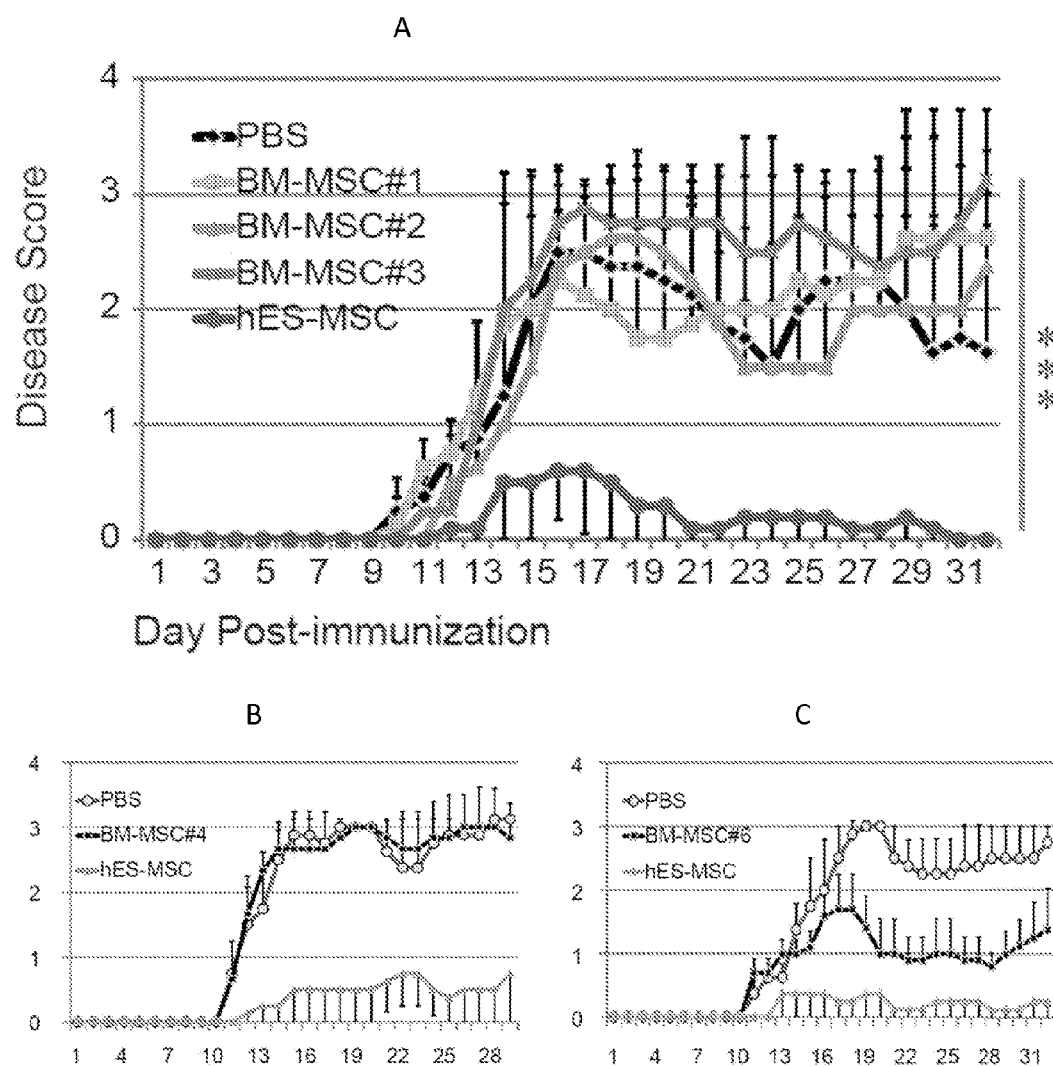 A
4
3
2
1
0
Disease Score
PBS
BM-MSC#1
BM-MSC#2
BM-MSC#3
hES-MSC
***
1 3 5 7 9 11 13 15 17 19 21 23 25 27 29 31
Day Post-immunization
B
4
3
2
1
0
PBS
BM-MSC#4
hES-MSC
1 4 7 10 13 16 19 22 25 28
C
4
3
2
1
0
PBS
BM-MSC#6
hES-MSC
1 4 7 10 13 16 19 22 25 28 31